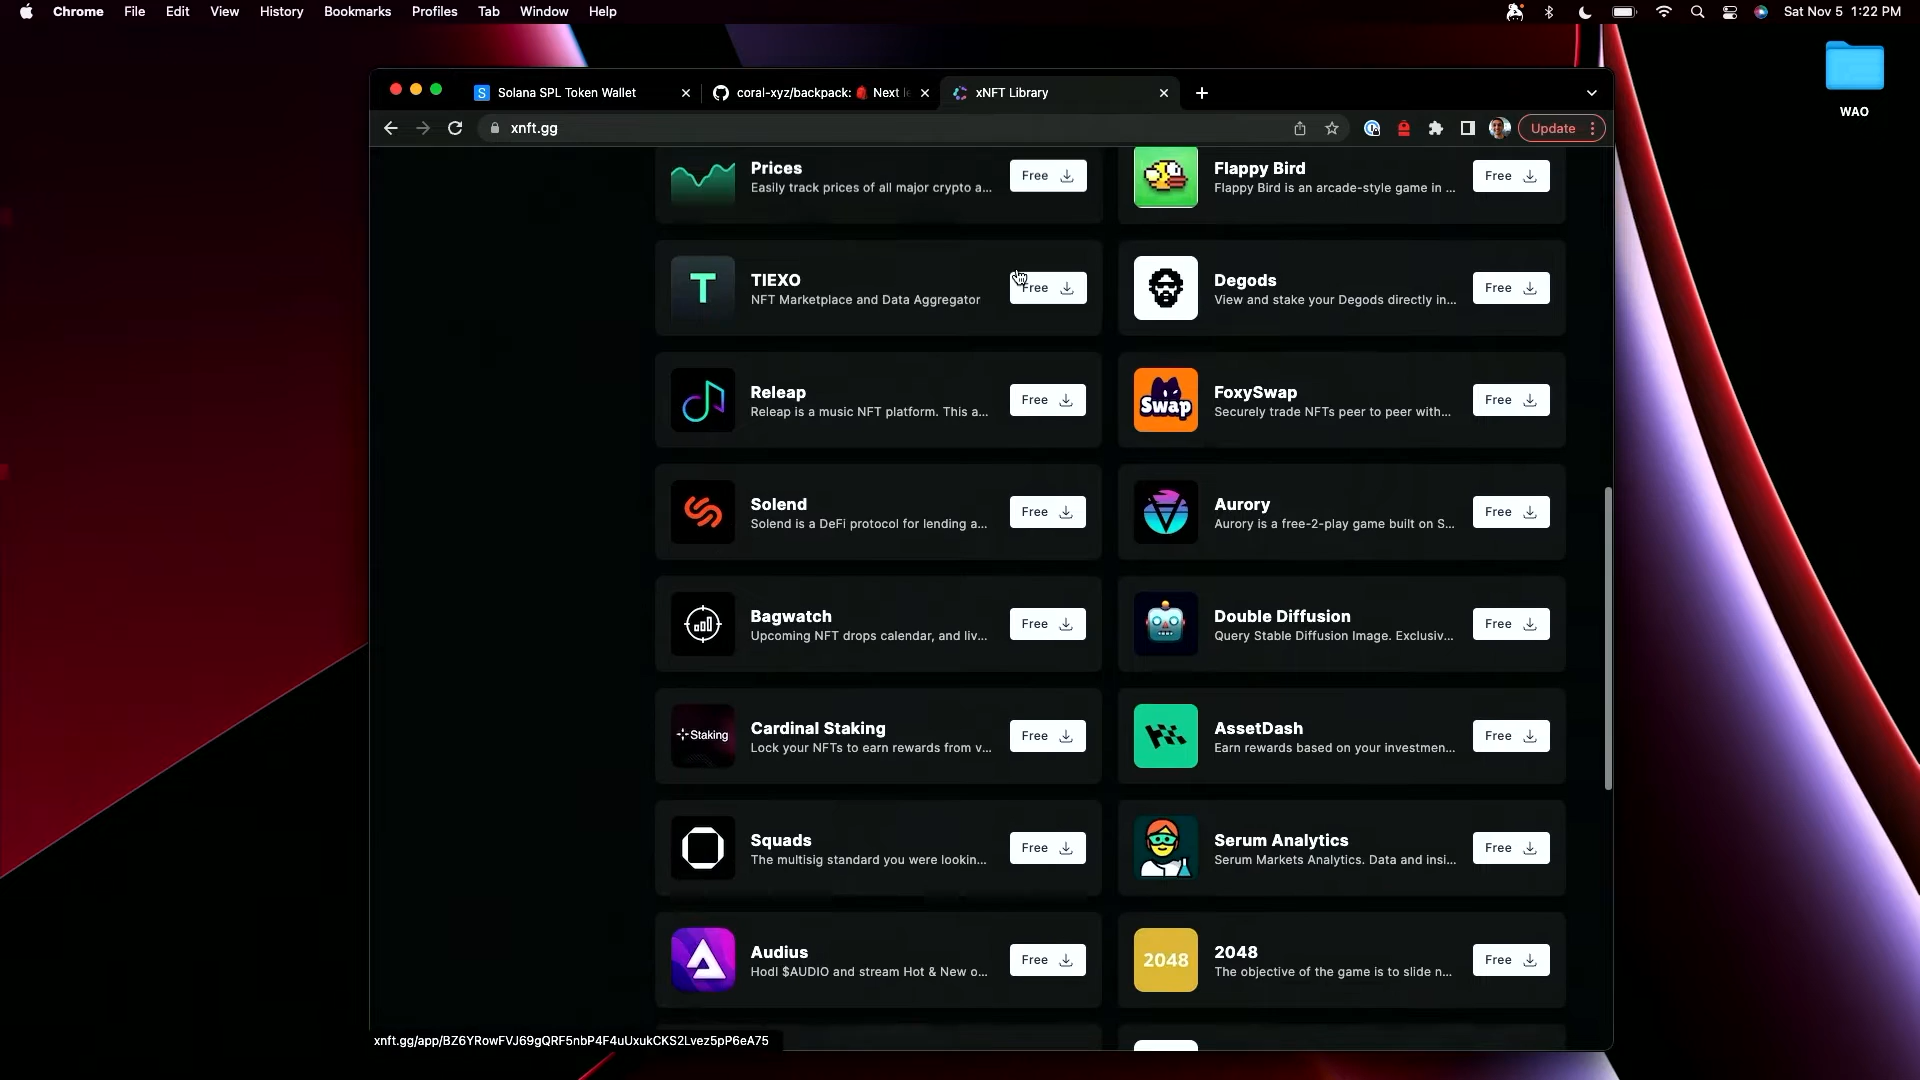 Chrome File Edit View History Bookmarks Profiles Tab Window Help Sat Nov 5 1:22 PM
WAO
Solana SPL Token Wallet
coral-xyz/backpack: Next le
xNFT Library
xnft.gg
Update
Prices
Easily track prices of all major crypto a...
Free
Flappy Bird
Flappy Bird is an arcade-style game in ...
Free
T
TIEXO
NFT Marketplace and Data Aggregator
Free
Degods
View and stake your Degods directly in...
Free
Releap
Releap is a music NFT platform. This a...
Free
Swap
FoxySwap
Securely trade NFTs peer to peer with...
Free
Solend
Solend is a DeFi protocol for lending a...
Free
Aurory
Aurory is a free-2-play game built on S...
Free
Bagwatch
Upcoming NFT drops calendar, and liv...
Free
Double Diffusion
Query Stable Diffusion Image. Exclusiv...
Free
Staking
Cardinal Staking
Lock your NFTs to earn rewards from v...
Free
AssetDash
Earn rewards based on your investmen...
Free
Squads
The multisig standard you were lookin...
Free
Serum Analytics
Serum Markets Analytics. Data and insi...
Free
Audius
Hodl $AUDIO and stream Hot & New o...
Free
2048
2048
The objective of the game is to slide n...
Free
xnft.gg/app/BZ6YRowFVJ69gQRF5nbP4F4uUxukCKS2Lvez5pP6eA75